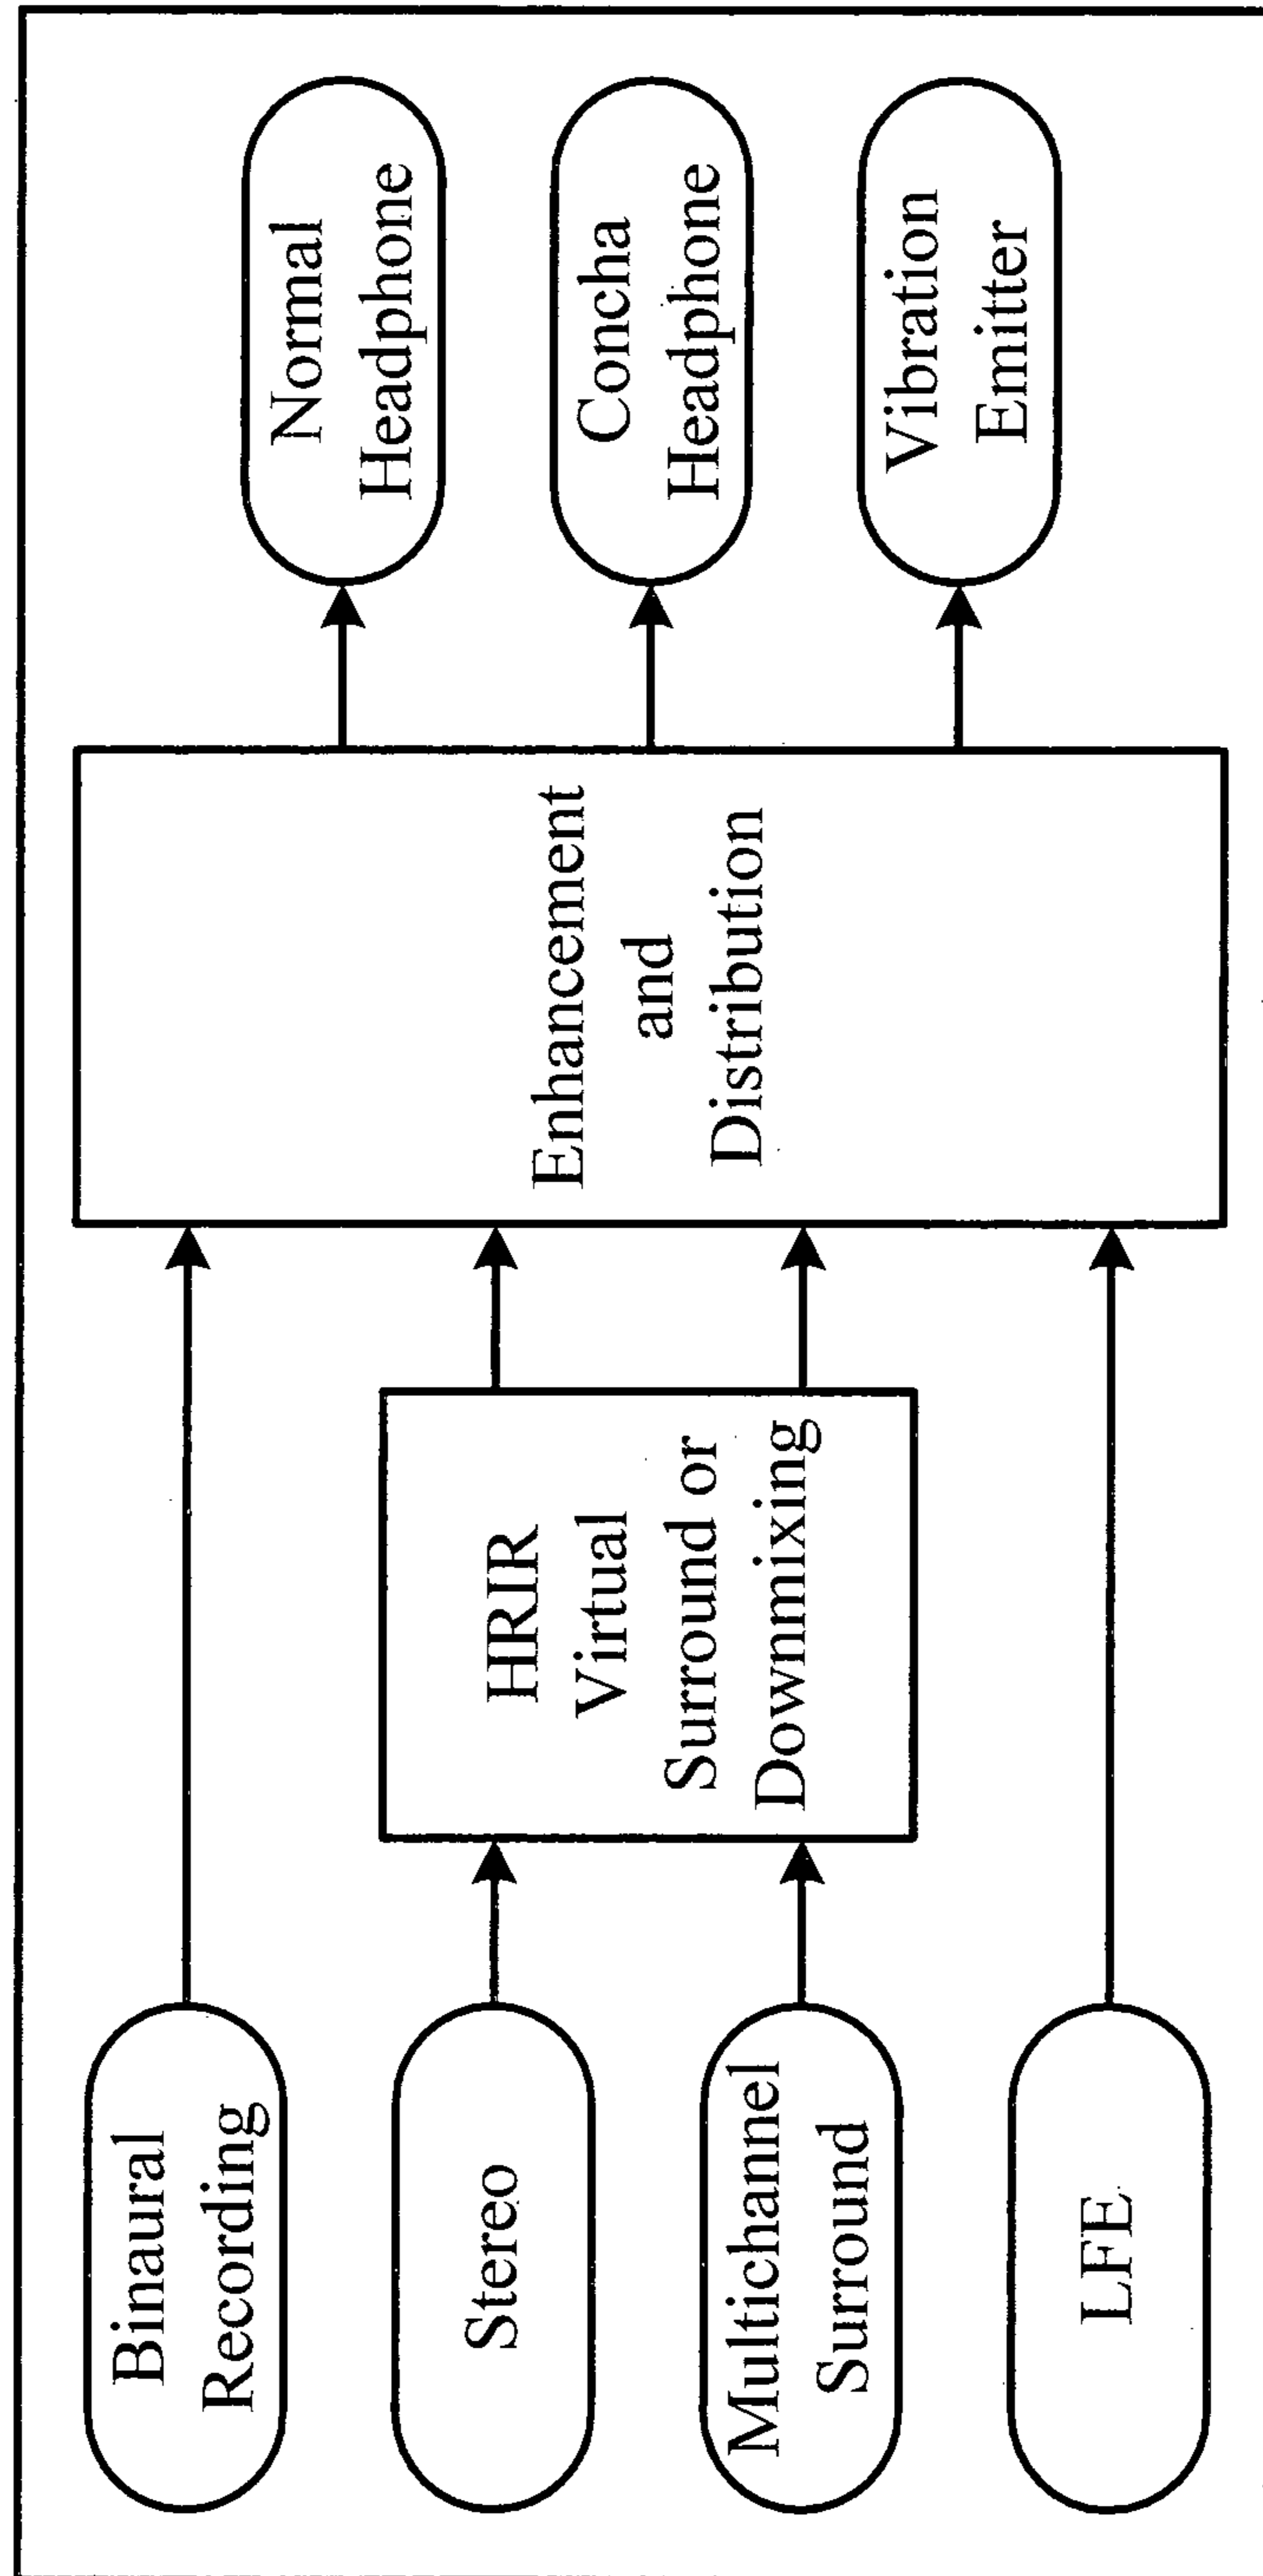 Binaural
Recording
Stereo
Multichannel
Surround
LFE
HRIR
Virtual
Surround or
Downmixing
Enhancement
and
Distribution
Normal
Headphone
Concha
Headphone
Vibration
Emitter